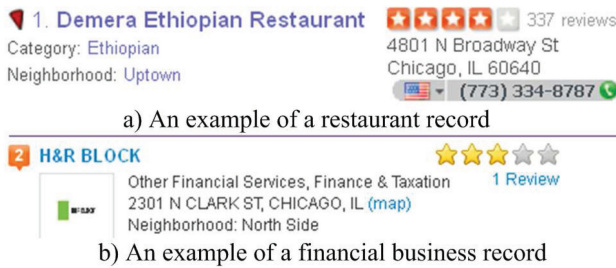 1. Demera Ethiopian Restaurant
337 reviews
Category: Ethiopian
4801 N Broadway St
Neighborhood: Uptown
Chicago, IL 60640
(773) 334-8787
a) An example of a restaurant record
2 H&R BLOCK
Other Financial Services, Finance & Taxation
1 Review
2301 N CLARK ST, CHICAGO, IL (map)
Neighborhood: North Side
b) An example of a financial business record